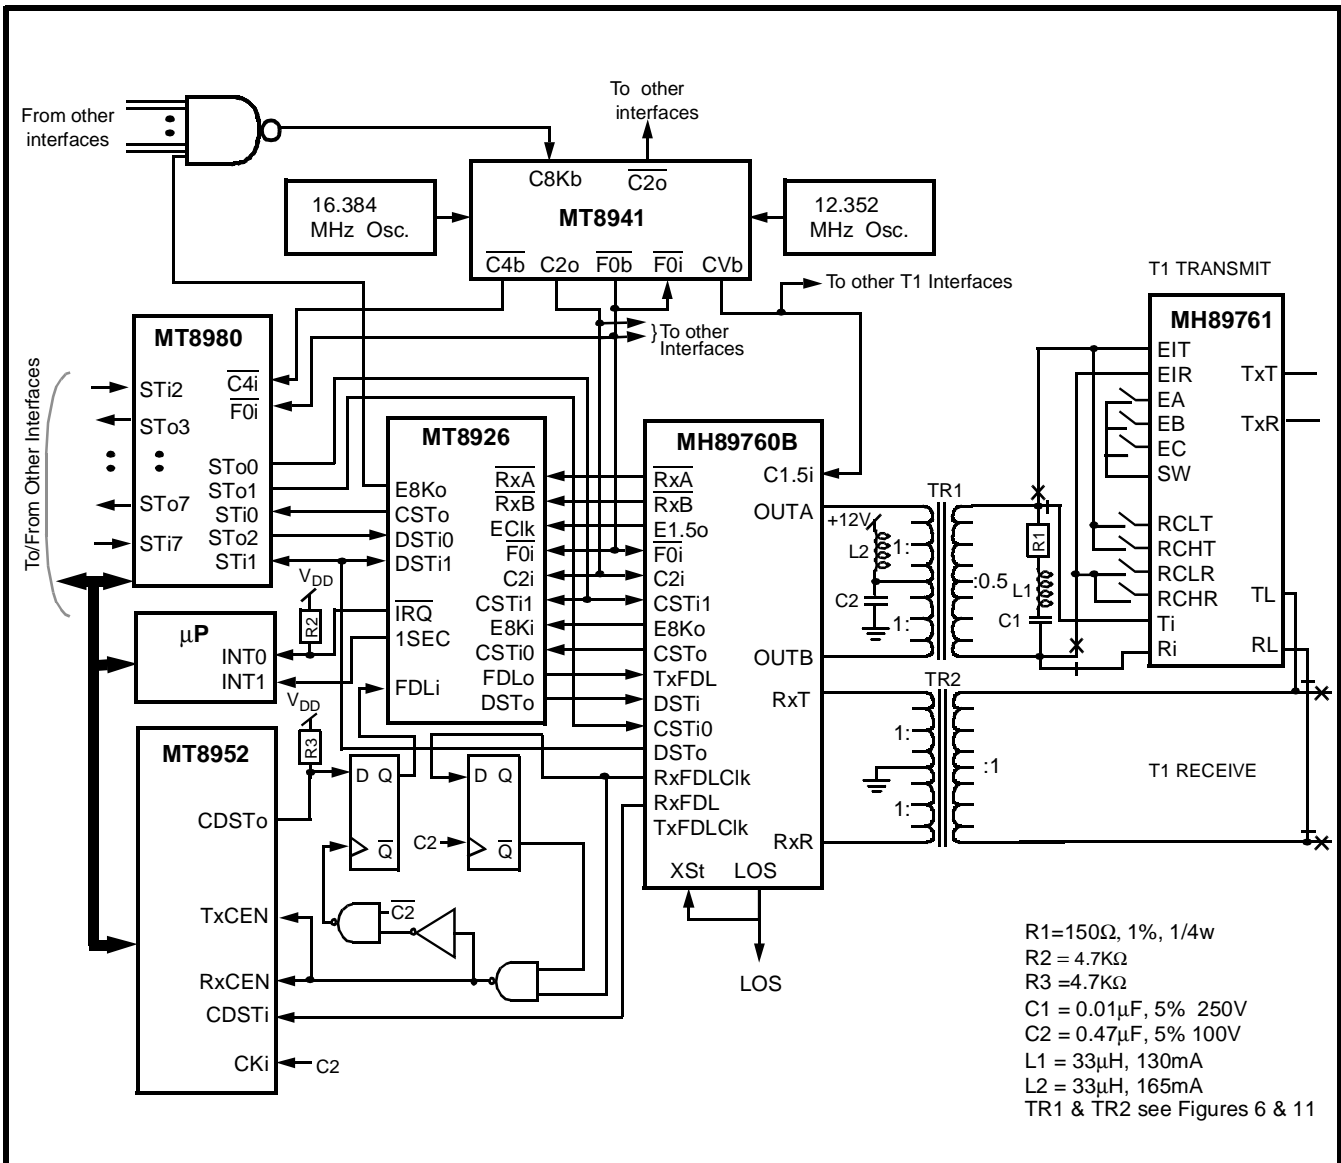 From other
interfaces
To other
interfaces
C8Kb
C2o
MT8941
C4b
C2o
F0b
F0i
CVb
16.384
MHz Osc.
12.352
MHz Osc.
To other T1 Interfaces
}To other
Interfaces
T1 TRANSMIT
To/From Other Interfaces
MT8980
STi2
STo3
STo7
STi7
C4i
F0i
STo0
STo1
STi0
STo2
STi1
MT8926
E8Ko
CSTo
DSTi0
DSTi1
IRQ
1SEC
FDLi
RxA
RxB
EClk
F0i
C2i
CSTi1
E8Ki
CSTi0
FDLo
DSTo
MH89760B
RxA
RxB
E1.5o
F0i
C2i
CSTi1
E8Ko
CSTo
TxFDL
DSTi
CSTi0
DSTo
RxFDLClk
RxFDL
TxFDLClk
C1.5i
OUTA
OUTB
RxT
RxR
XSt
LOS
LOS
+12V
L2
C2
TR1
1:
1:
:0.5
R1
L1
C1
TR2
1:
1:
:1
T1 RECEIVE
MH89761
EIT
EIR
EA
EB
EC
SW
RCLT
RCHT
RCLR
RCHR
Ti
Ri
TxT
TxR
TL
RL
VDD
R2
µP
INT0
INT1
VDD
R3
MT8952
CDSTo
TxCEN
RxCEN
CDSTi
CKi
C2
D Q
Q
D Q
C2
Q
C2
R1=150Ω, 1%, 1/4w
R2 = 4.7KΩ
R3 =4.7KΩ
C1 = 0.01µF, 5% 250V
C2 = 0.47µF, 5% 100V
L1 = 33µH, 130mA
L2 = 33µH, 165mA
TR1 & TR2 see Figures 6 & 11